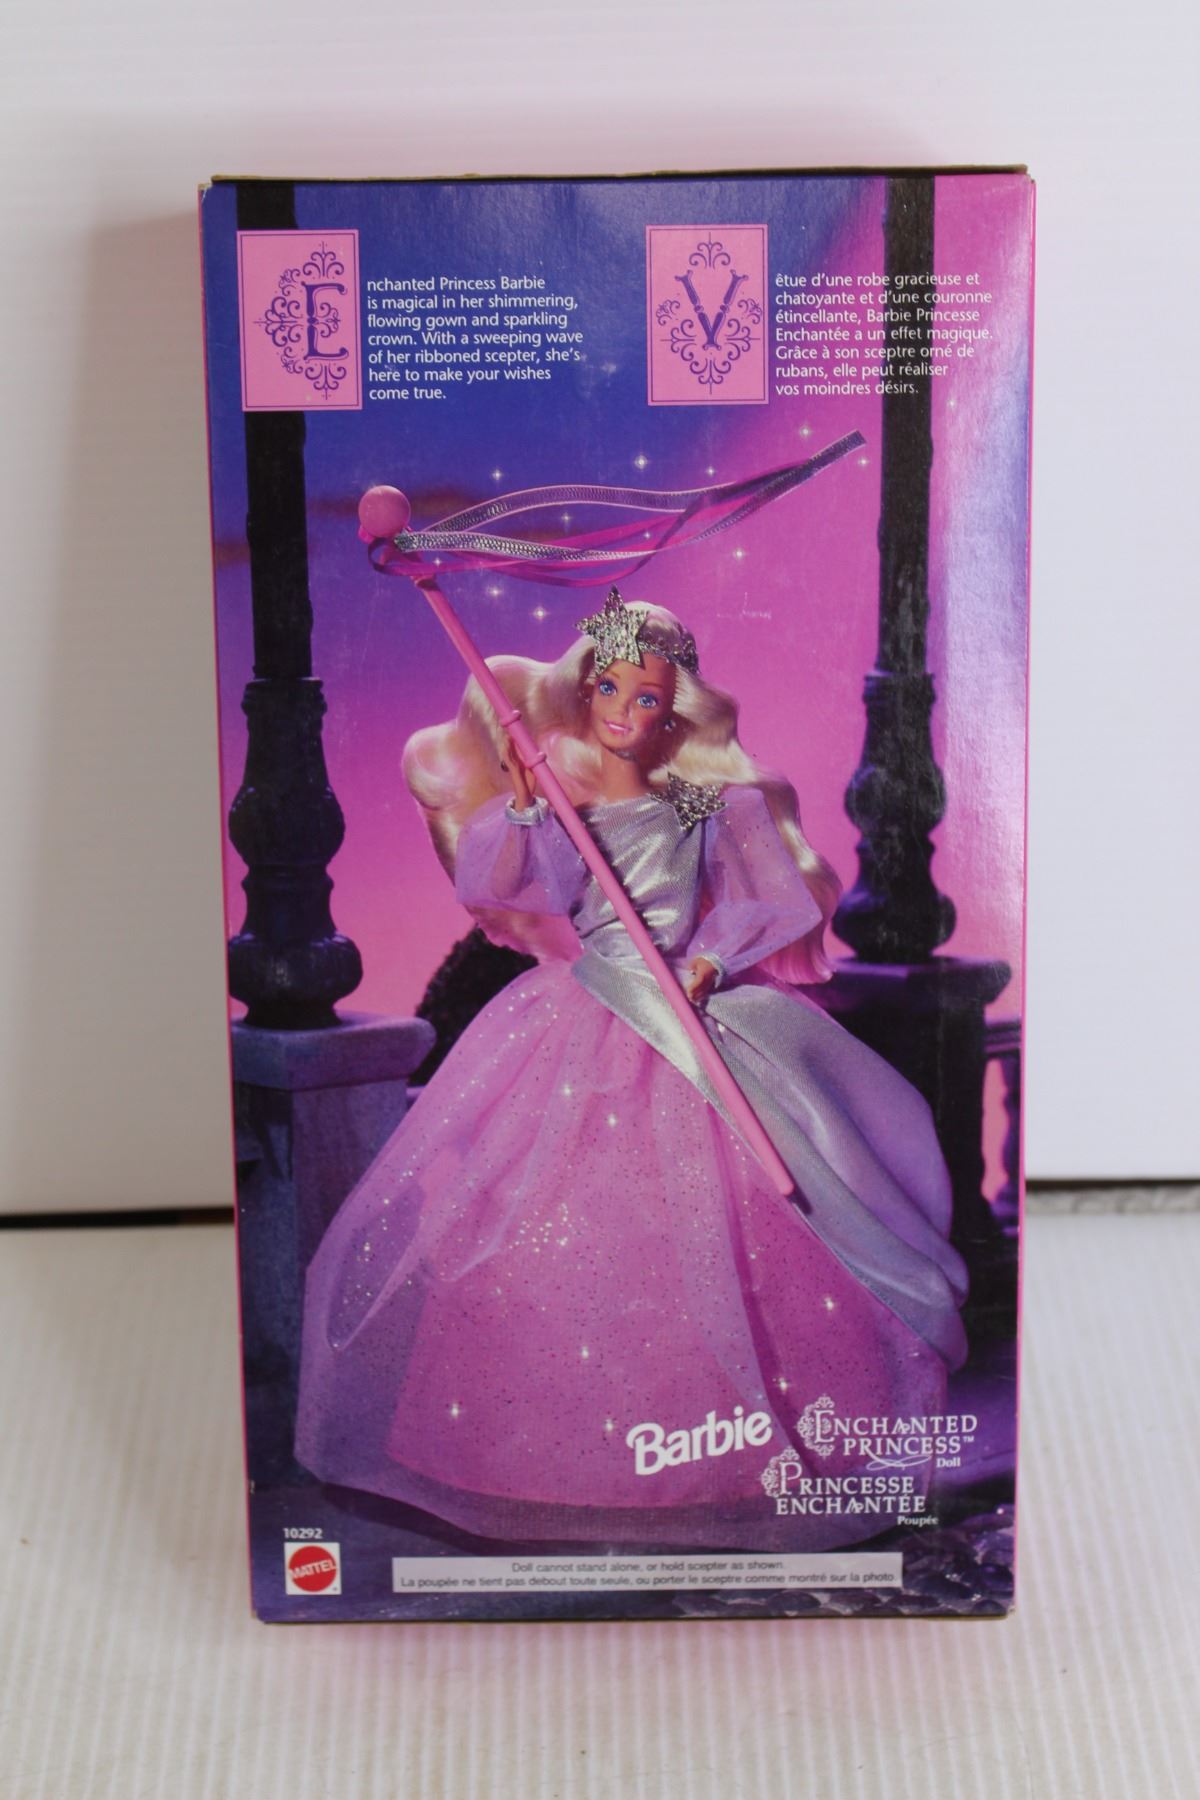 Enchanted Princess Barbie
is magical in her shimmering,
flowing gown and sparkling
crown. With a sweeping wave
of her ribboned scepter, she's
here to make your wishes
come true.
Vêtue d'une robe gracieuse et
chatoyante et d'une couronne
étincellante, Barbie Princesse
Enchantée a un effet magique.
Grâce à son sceptre orné de
rubans, elle peut réaliser
vos moindres désirs.
Barbie
ENCHANTED
PRINCESS™
Doll
PRINCESSE
ENCHANTÉE
Poupée
10292
MATTEL
Doll cannot stand alone, or hold scepter as shown.
La poupée ne tient pas debout toute seule, ou porter le sceptre comme montré sur la photo.